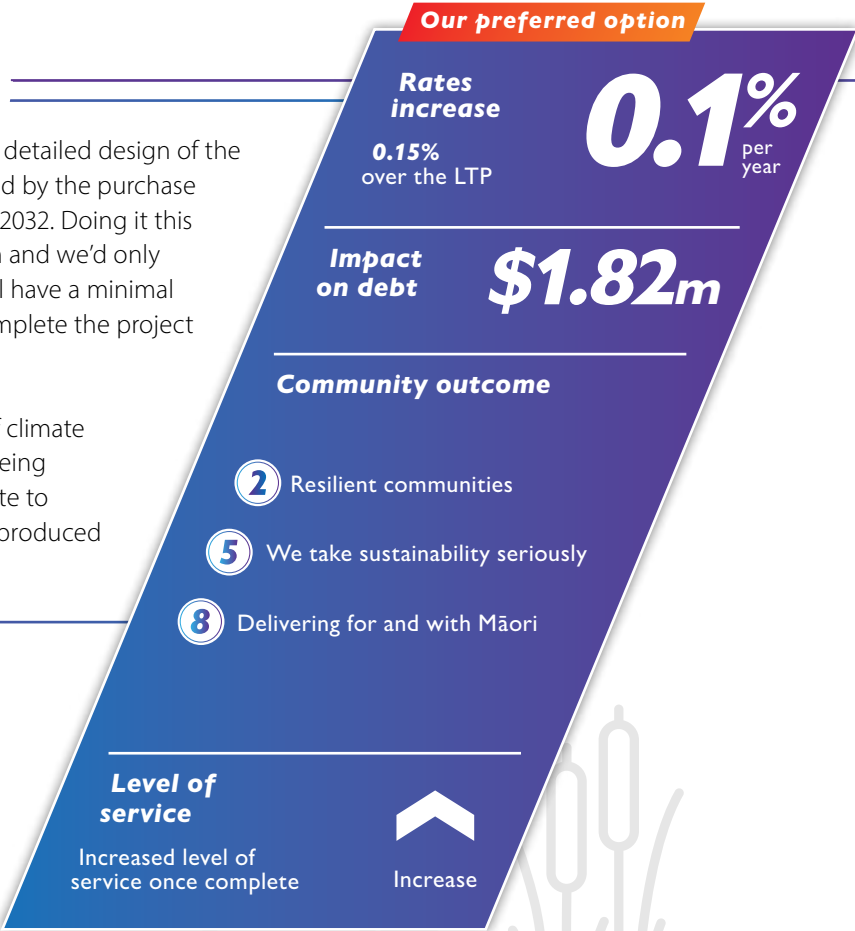 Our preferred option
detailed design of the
d by the purchase
2032. Doing it this
and we'd only
l have a minimal
mplete the project
climate
eing
te to
produced
Rates
increase
0.15%
over the LTP
0.1%
per
year
Impact
on debt
$1.82m
Community outcome
2 Resilient communities
5 We take sustainability seriously
8 Delivering for and with Māori
Level of
service
Increased level of
service once complete
Increase